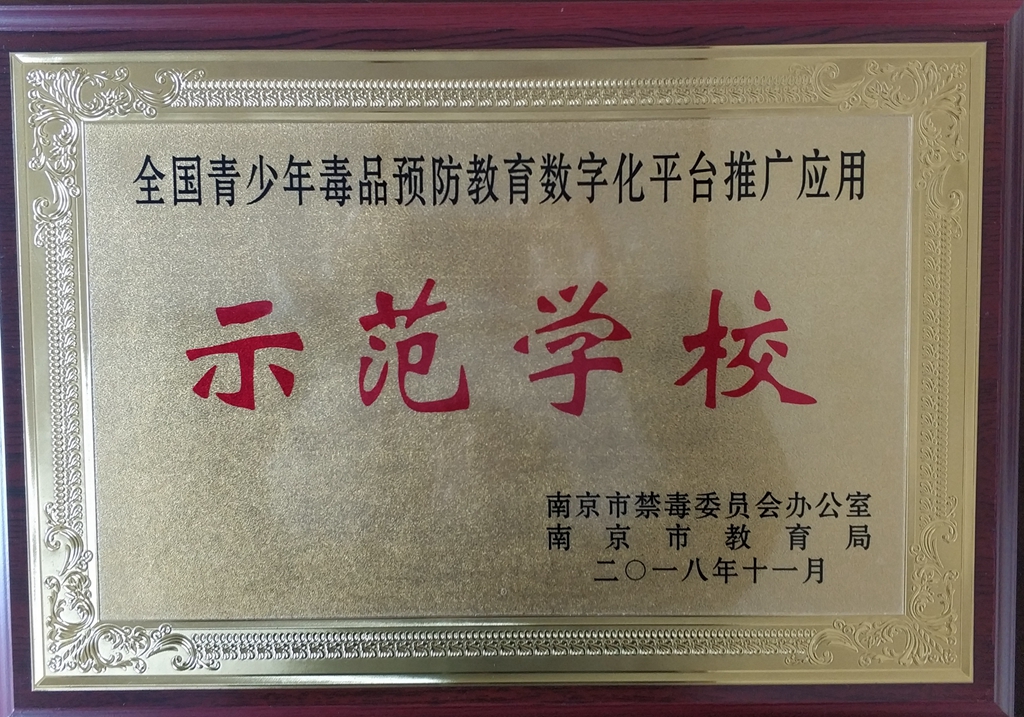 全国青少年毒品预防教育数字化平台推广应用
示范学校
南京市禁毒委员会办公室
南京市教育局
二〇一八年十一月